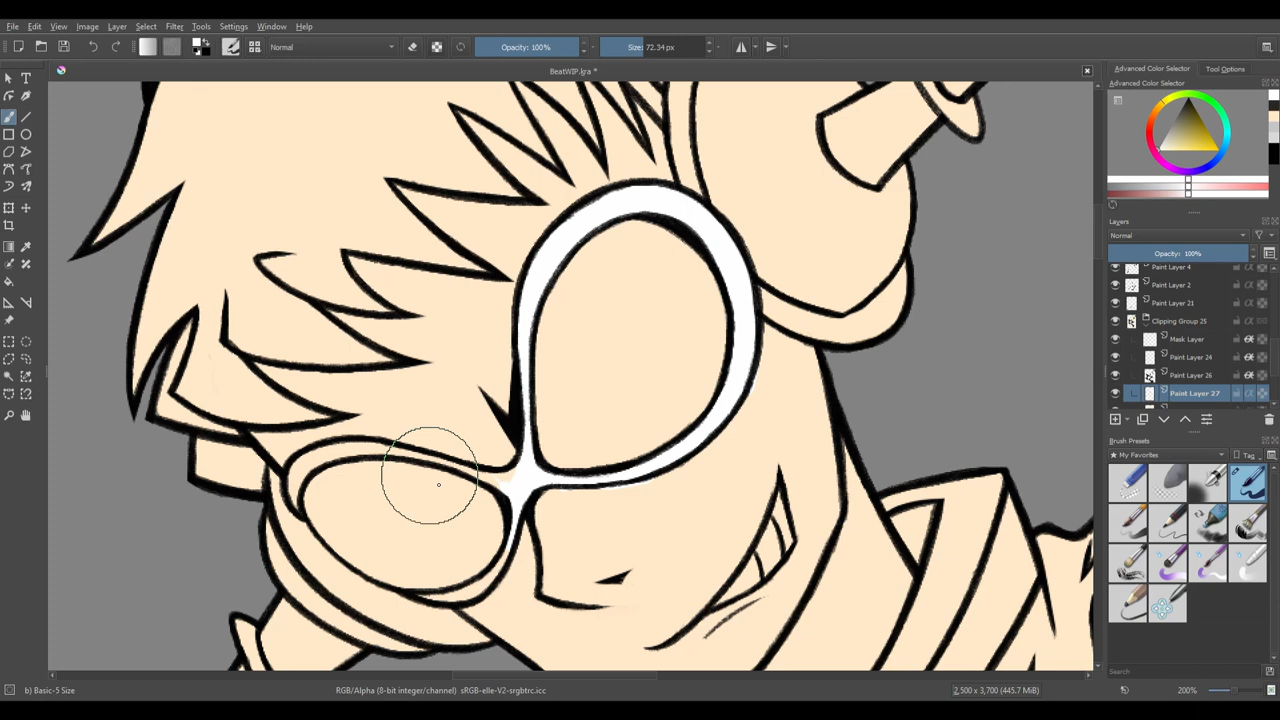 File Edit View Image Layer Select Filter Tools Settings Window Help
Normal Opacity: 100% Size: 72.34 px
BeatWIP.kra *
Advanced Color Selector Tool Options
Advanced Color Selector
Layers
Normal
Opacity: 100%
Paint Layer 4
Paint Layer 2
Paint Layer 21
Clipping Group 25
Mask Layer
Paint Layer 24
Paint Layer 26
Paint Layer 27
Brush Presets
My Favorites Tag
Search
b) Basic-5 Size RGB/Alpha (8-bit integer/channel) sRGB-elle-V2-srgbtrc.icc 2,500 x 3,700 (445.7 MiB) 200%